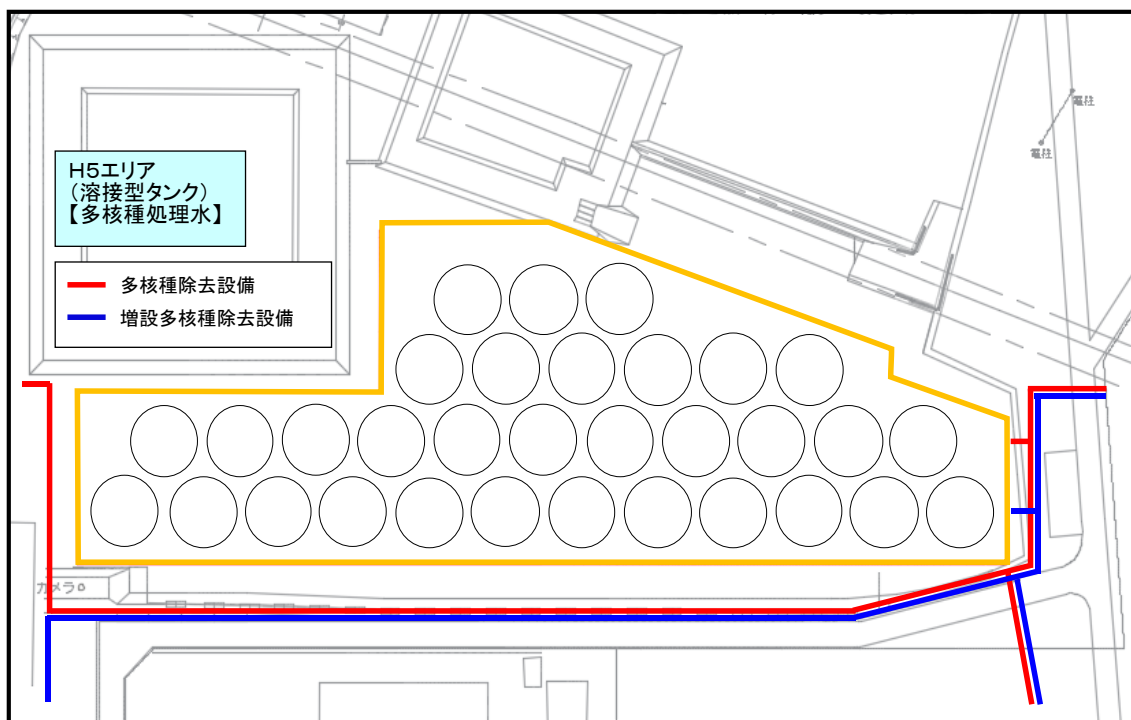 電柱
電柱
H5エリア
(溶接型タンク)
【多核種処理水】
多核種除去設備
増設多核種除去設備
カメラ